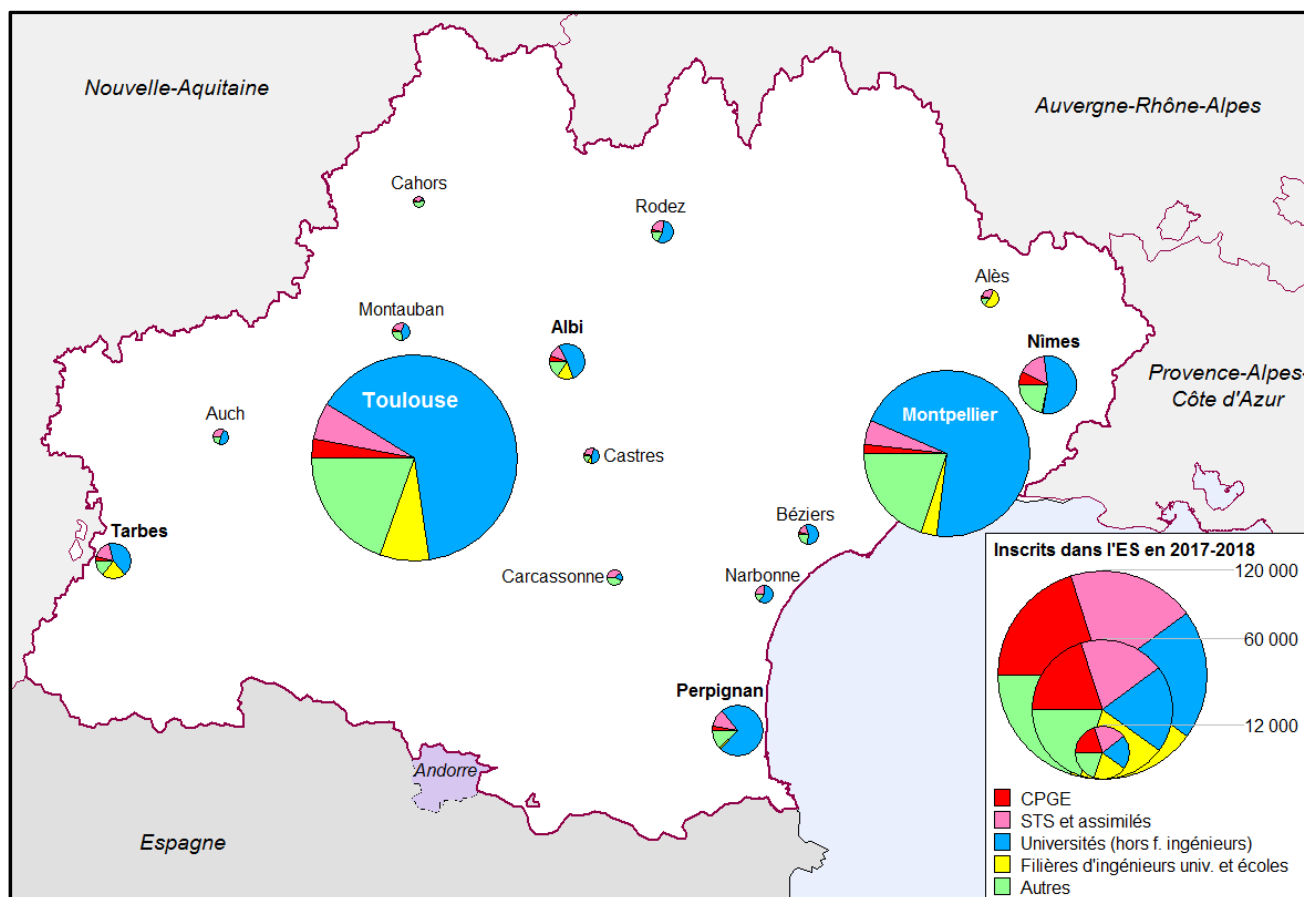 Nouvelle-Aquitaine
Auvergne-Rhône-Alpes
Cahors
Rodez
Alès
Montauban
Albi
Nîmes
Provence-Alpes-
Côte d'Azur
Toulouse
Montpellier
Auch
Castres
Béziers
Tarbes
Carcassonne
Narbonne
Perpignan
Andorre
Espagne
Inscrits dans l'ES en 2017-2018
120 000
60 000
12 000
CPGE
STS et assimilés
Universités (hors f. ingénieurs)
Filières d'ingénieurs univ. et écoles
Autres